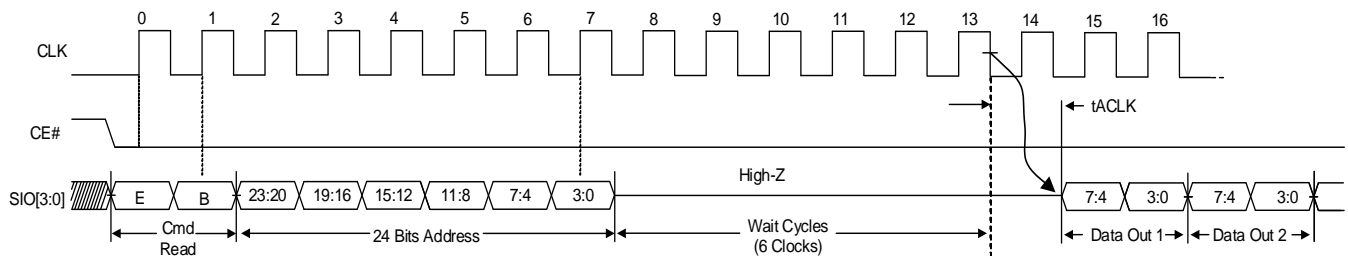 0 1 2 3 4 5 6 7 8 9 10 11 12 13 14 15 16
CLK
tACLK
CE#
High-Z
SIO[3:0] E B 23:20 19:16 15:12 11:8 7:4 3:0 7:4 3:0 7:4 3:0
Cmd
Read
24 Bits Address
Wait Cycles
(6 Clocks)
Data Out 1 Data Out 2